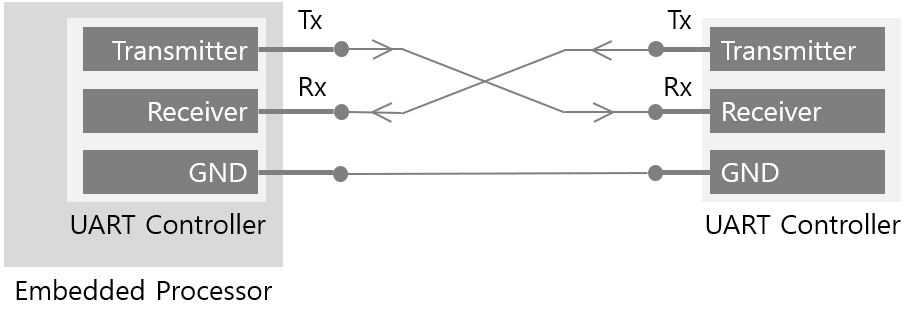 Tx Tx
Transmitter Transmitter
Rx Rx
Receiver Receiver
GND GND
UART Controller UART Controller
Embedded Processor